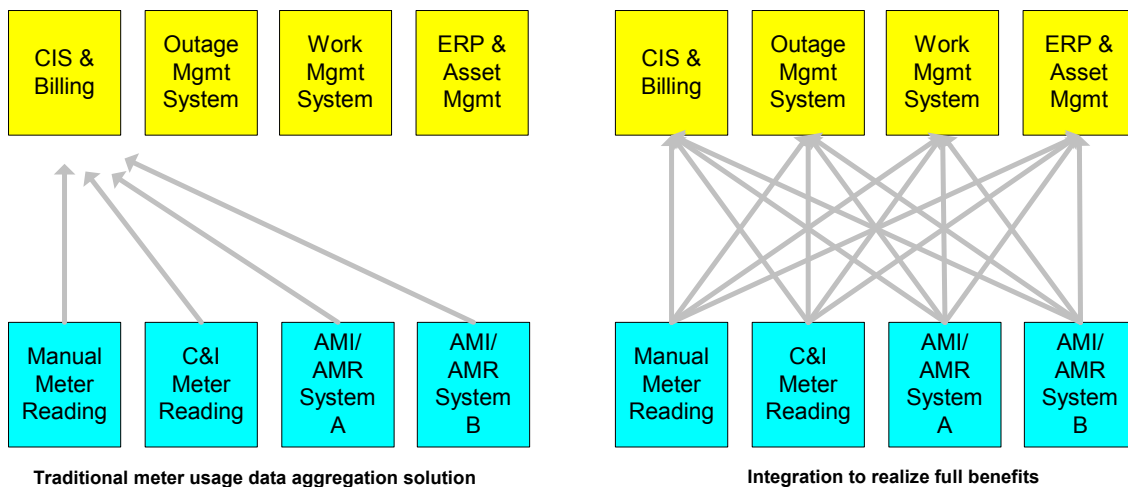 CIS &
Billing
Outage
Mgmt
System
Work
Mgmt
System
ERP &
Asset
Mgmt
CIS &
Billing
Outage
Mgmt
System
Work
Mgmt
System
ERP &
Asset
Mgmt
Manual
Meter
Reading
C&I
Meter
Reading
AMI/
AMR
System
A
AMI/
AMR
System
B
Manual
Meter
Reading
C&I
Meter
Reading
AMI/
AMR
System
A
AMI/
AMR
System
B
Traditional meter usage data aggregation solution
Integration to realize full benefits